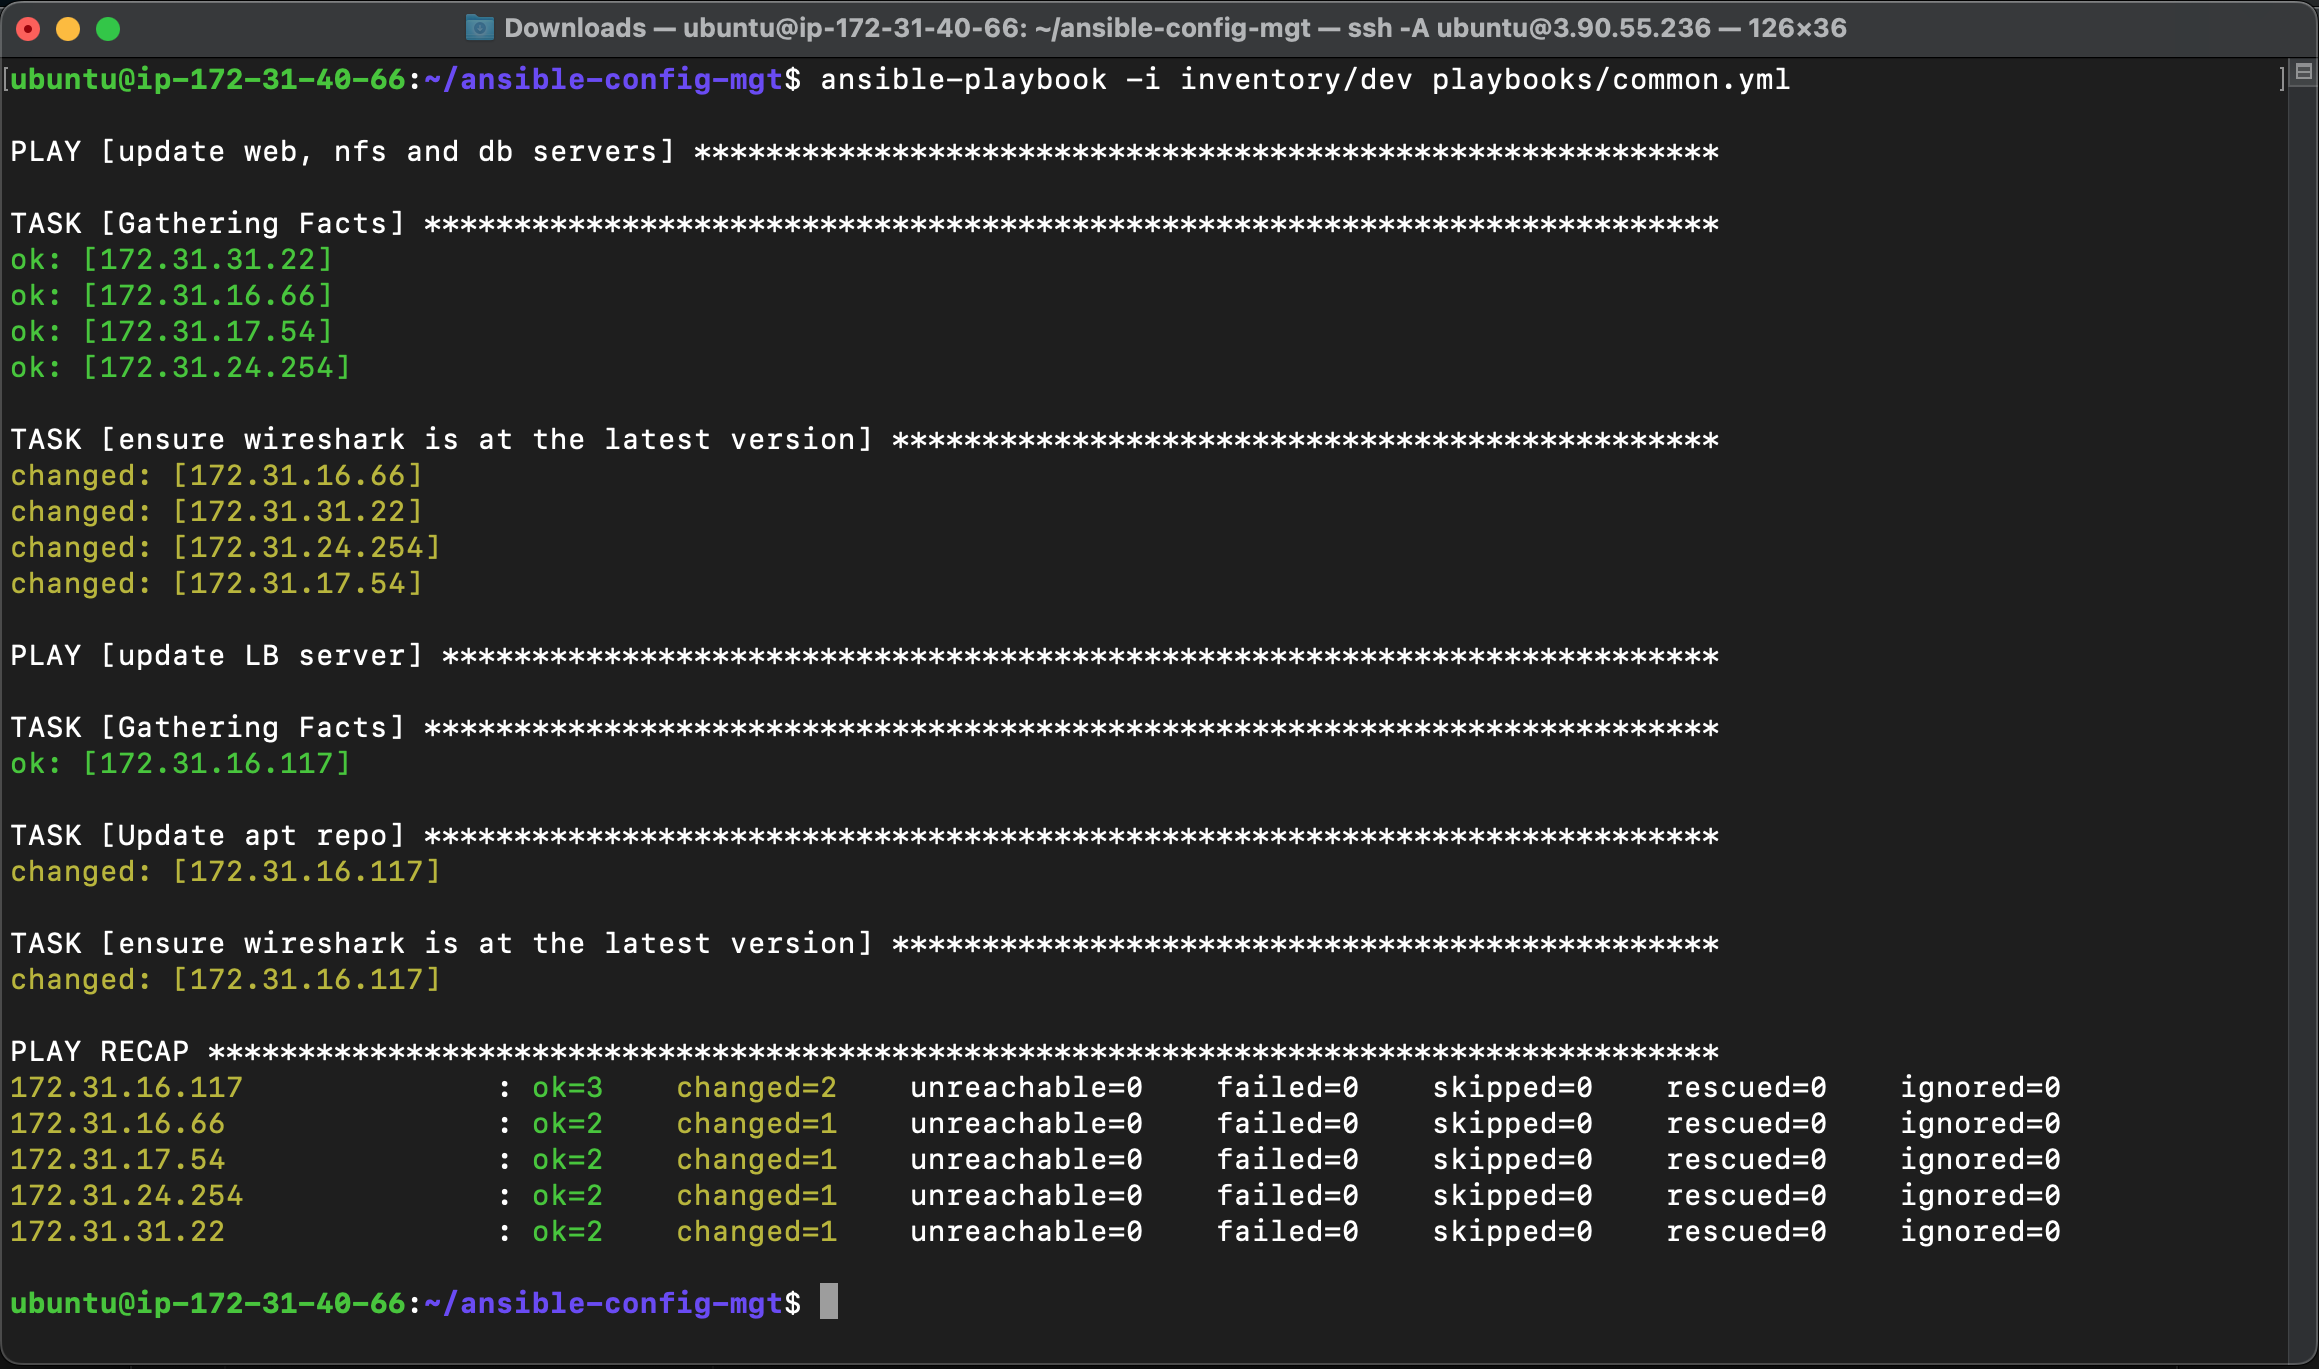 Downloads — ubuntu@ip-172-31-40-66: ~/ansible-config-mgt — ssh -A ubuntu@3.90.55.236 — 126×36
[ubuntu@ip-172-31-40-66:~/ansible-config-mgt$ ansible-playbook -i inventory/dev playbooks/common.yml ]
PLAY [update web, nfs and db servers] *********************************************************
TASK [Gathering Facts] ************************************************************************
ok: [172.31.31.22]
ok: [172.31.16.66]
ok: [172.31.17.54]
ok: [172.31.24.254]
TASK [ensure wireshark is at the latest version] **********************************************
changed: [172.31.16.66]
changed: [172.31.31.22]
changed: [172.31.24.254]
changed: [172.31.17.54]
PLAY [update LB server] ***********************************************************************
TASK [Gathering Facts] ************************************************************************
ok: [172.31.16.117]
TASK [Update apt repo] ************************************************************************
changed: [172.31.16.117]
TASK [ensure wireshark is at the latest version] **********************************************
changed: [172.31.16.117]
PLAY RECAP ************************************************************************************
172.31.16.117              : ok=3    changed=2    unreachable=0    failed=0    skipped=0    rescued=0    ignored=0
172.31.16.66               : ok=2    changed=1    unreachable=0    failed=0    skipped=0    rescued=0    ignored=0
172.31.17.54               : ok=2    changed=1    unreachable=0    failed=0    skipped=0    rescued=0    ignored=0
172.31.24.254              : ok=2    changed=1    unreachable=0    failed=0    skipped=0    rescued=0    ignored=0
172.31.31.22               : ok=2    changed=1    unreachable=0    failed=0    skipped=0    rescued=0    ignored=0
ubuntu@ip-172-31-40-66:~/ansible-config-mgt$